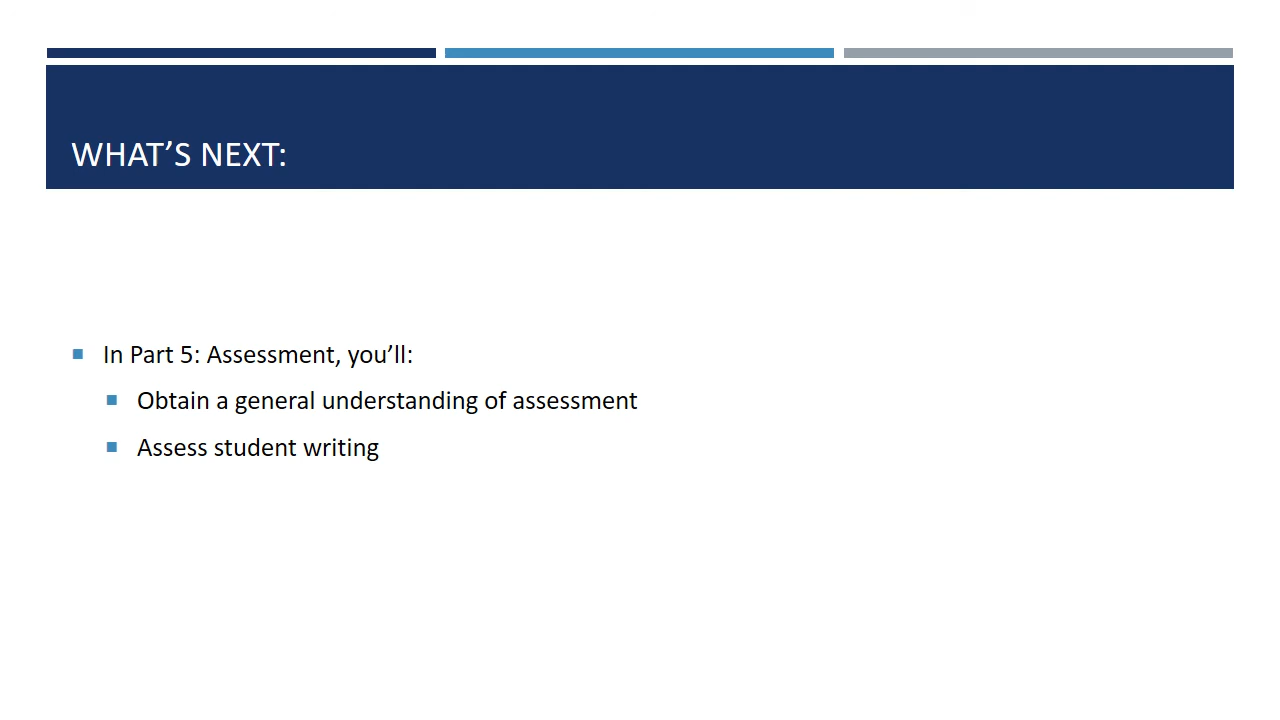 WHAT’S NEXT:
In Part 5: Assessment, you’ll:
Obtain a general understanding of assessment
Assess student writing